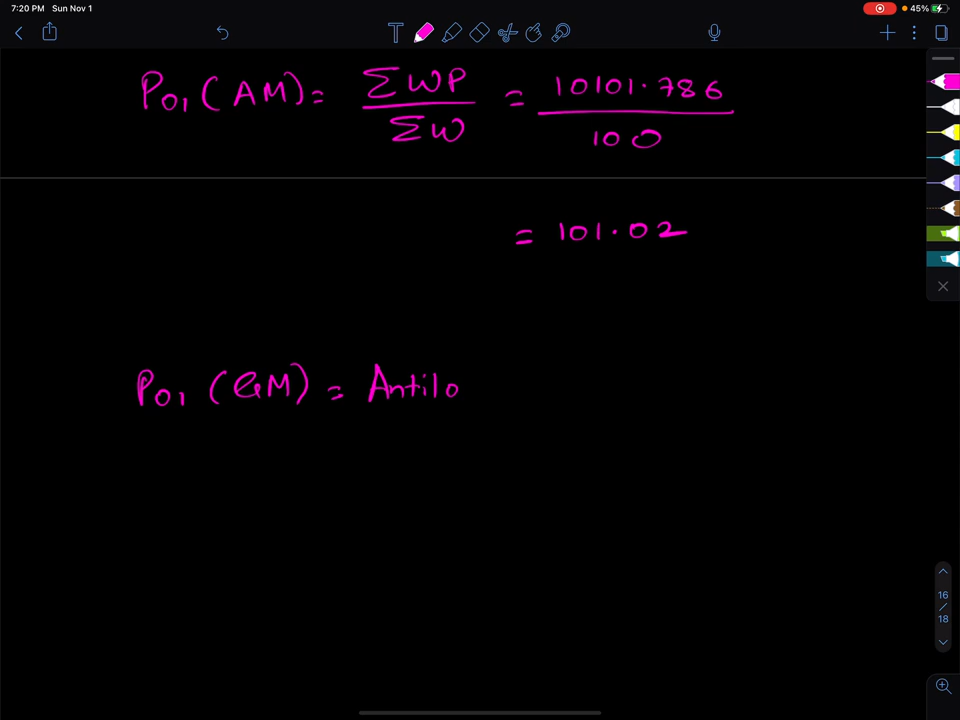 7:20 PM Sun Nov 1
45%
T
P01 (AM) = ΣWP / ΣW = 10101.786 / 100
= 101.02
P01 (GM) = Antilo
16
/
18